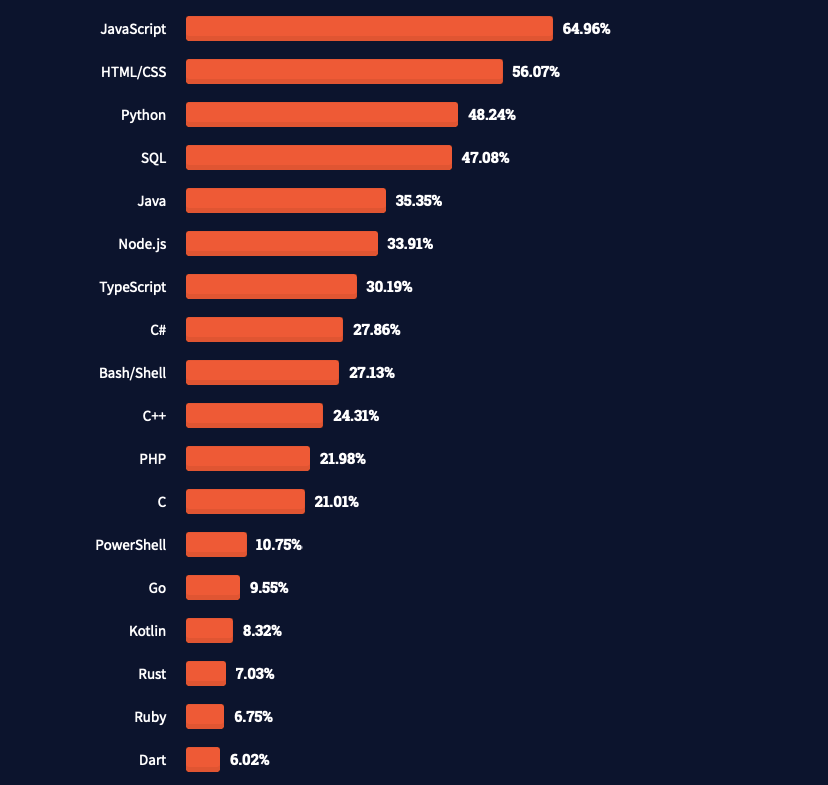 JavaScript 64.96%
HTML/CSS 56.07%
Python 48.24%
SQL 47.08%
Java 35.35%
Node.js 33.91%
TypeScript 30.19%
C# 27.86%
Bash/Shell 27.13%
C++ 24.31%
PHP 21.98%
C 21.01%
PowerShell 10.75%
Go 9.55%
Kotlin 8.32%
Rust 7.03%
Ruby 6.75%
Dart 6.02%